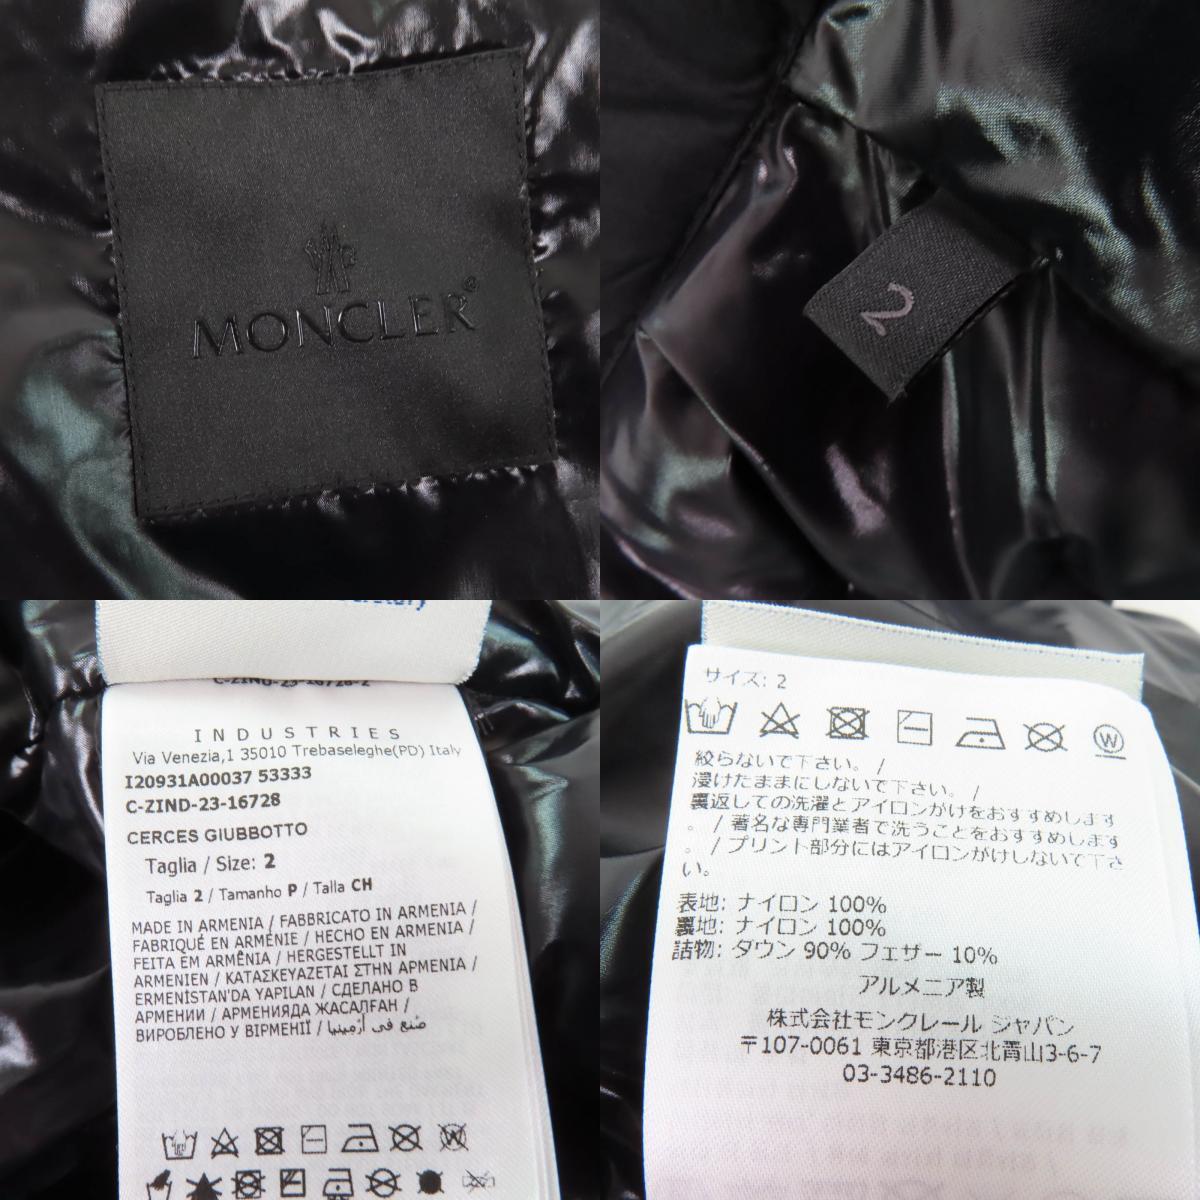 MONCLER
2
C-ZIND-23-16728-2
INDUSTRIES
Via Venezia,1 35010 Trebaseleghe(PD) Italy
I20931A00037 53333
C-ZIND-23-16728
CERCES GIUBBOTTO
Taglia / Size: 2
Taglia 2 / Tamanho P / Talla CH
MADE IN ARMENIA / FABBRICATO IN ARMENIA /
FABRIQUÉ EN ARMÉNIE / HECHO EN ARMENIA /
FEITA EM ARMÊNIA / HERGESTELLT IN
ARMENIEN / ΚΑΤΑΣΚΕΥΑΖΕΤΑΙ ΣΤΗΝ ΑΡΜΕΝΙΑ /
ERMENİSTAN'DA YAPILAN / СДЕЛАНО В
АРМЕНИИ / АРМЕНИЯДА ЖАСАЛҒАН /
ВИРОБЛЕНО У ВІРМЕНІЇ / صنع في أرمينيا
サイズ: 2
絞らないで下さい。 /
浸けたままにしないで下さい。 /
裏返しての洗濯とアイロンがけをおすすめします
。 / 著名な専門業者で洗うことをおすすめします
。 / プリント部分にはアイロンがけしないで下さ
い。
表地: ナイロン 100%
裏地: ナイロン 100%
詰物: ダウン 90% フェザー 10%
アルメニア製
株式会社モンクレール ジャパン
〒107-0061 東京都港区北青山3-6-7
03-3486-2110